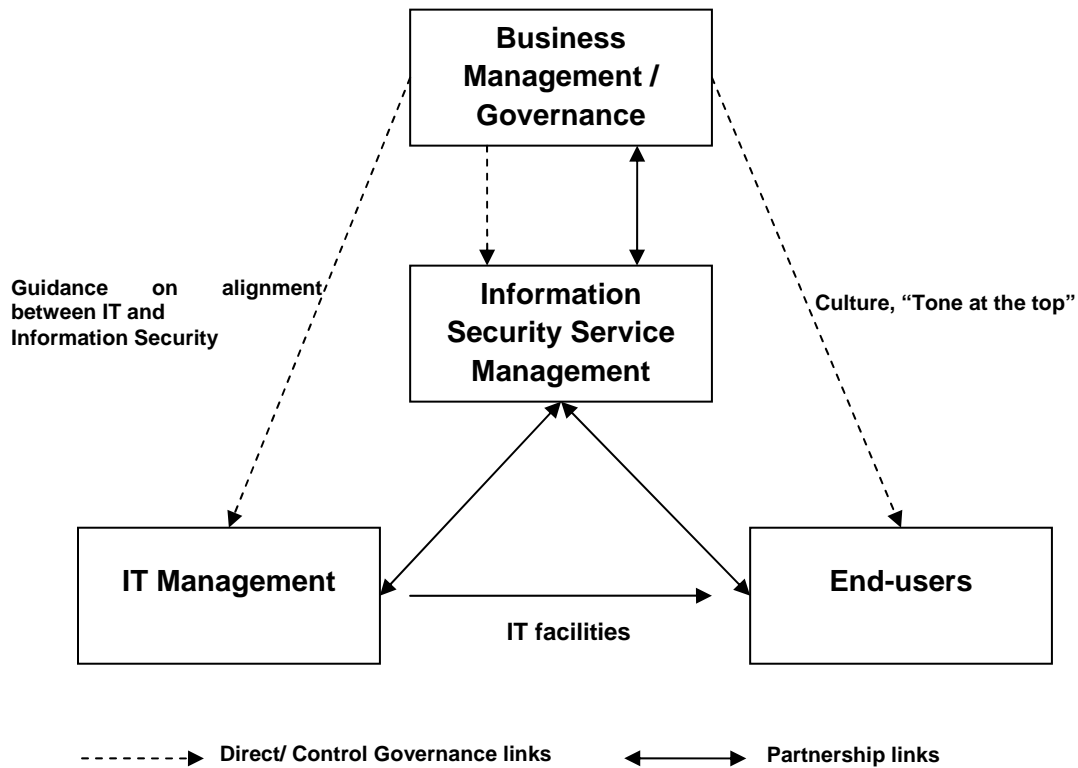 Business
Management /
Governance
Guidance on alignment
between IT and
Information Security
Information
Security Service
Management
Culture, “Tone at the top”
IT Management
End-users
IT facilities
Direct/ Control Governance links
Partnership links